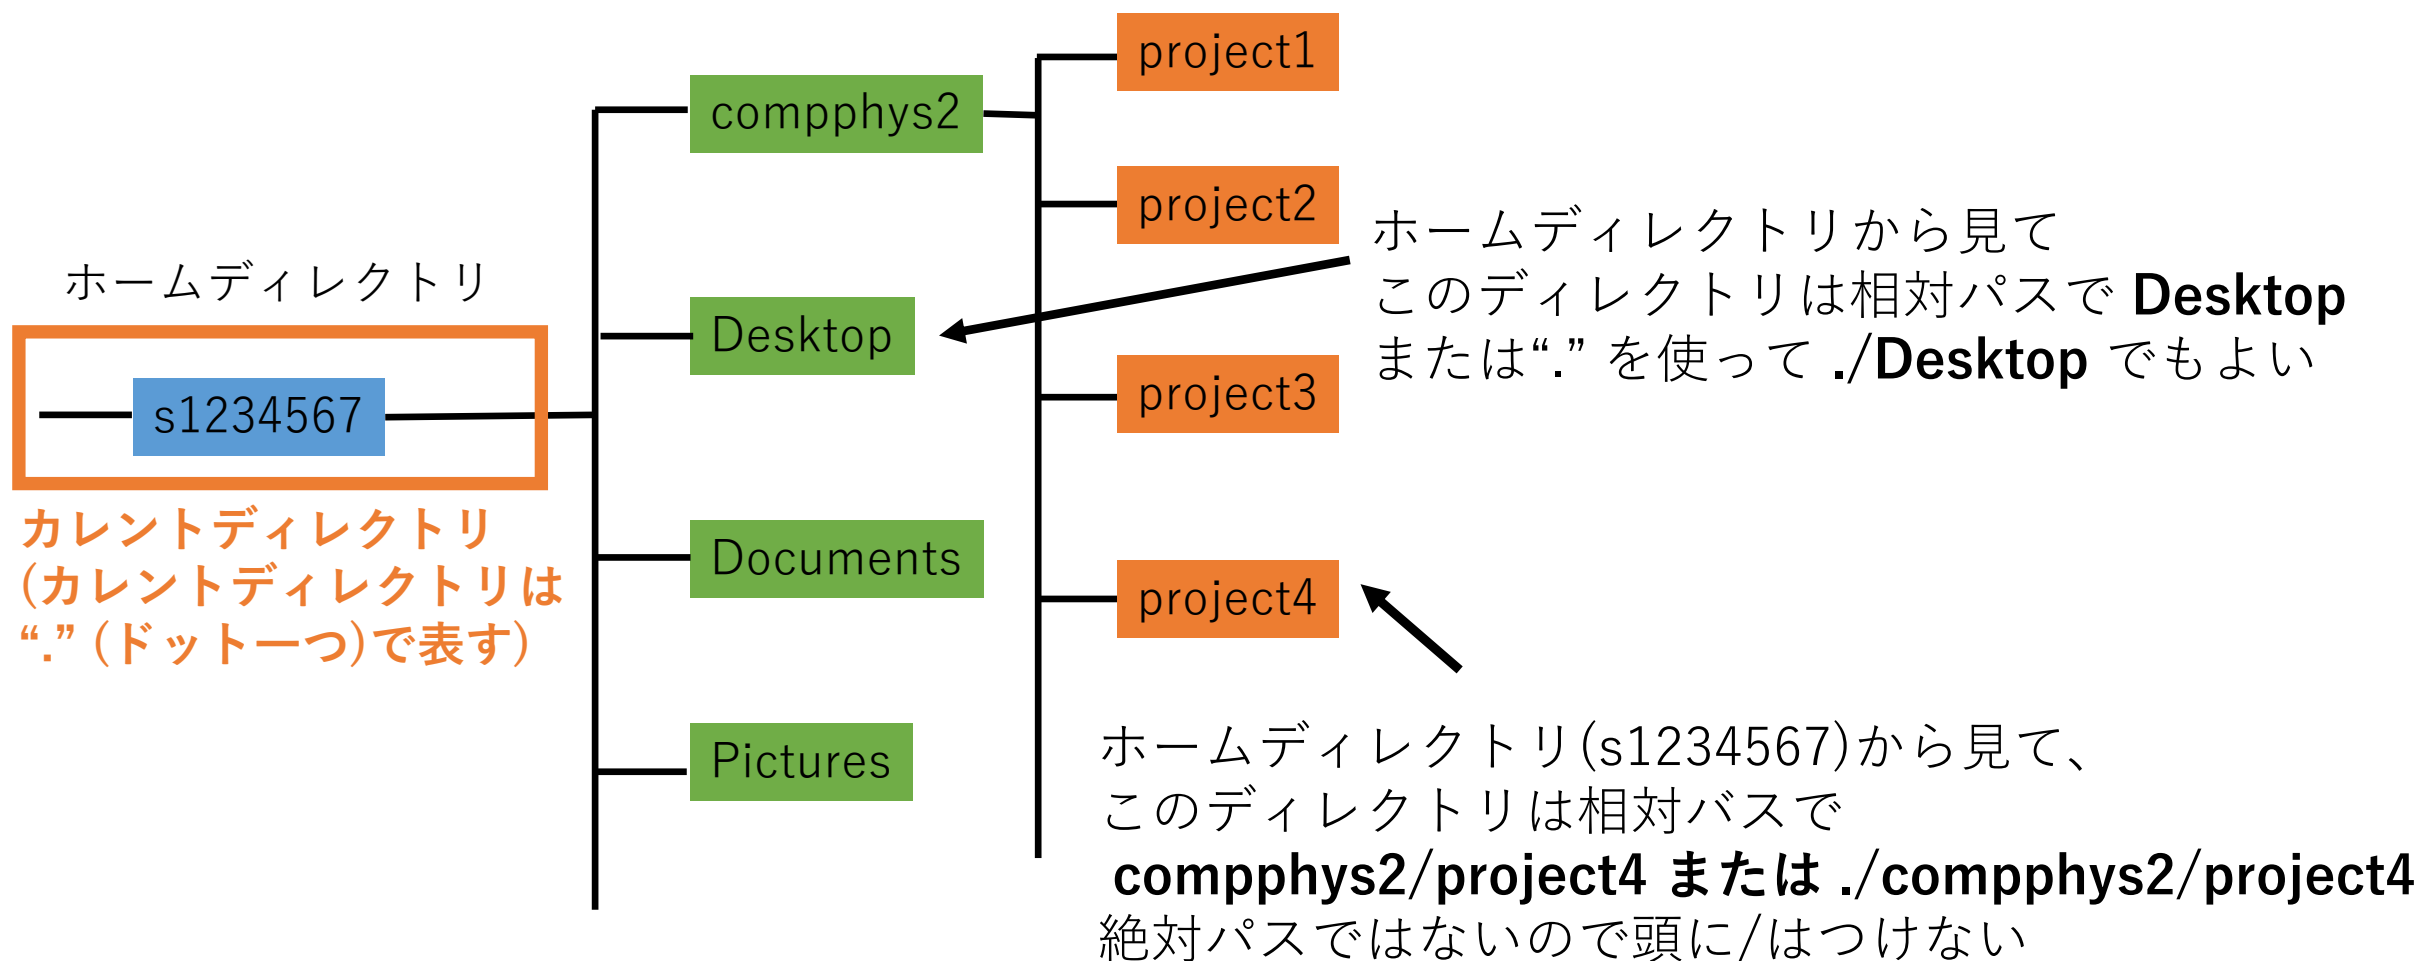 project1
compphys2
project2
ホームディレクトリから見て
このディレクトリは相対パスで Desktop
または“.” を使って ./Desktop でもよい
ホームディレクトリ
Desktop
project3
s1234567
カレントディレクトリ
(カレントディレクトリは
“.” (ドット一つ)で表す)
Documents
project4
Pictures
ホームディレクトリ(s1234567)から見て、
このディレクトリは相対バスで
compphys2/project4 または ./compphys2/project4
絶対パスではないので頭に/はつけない